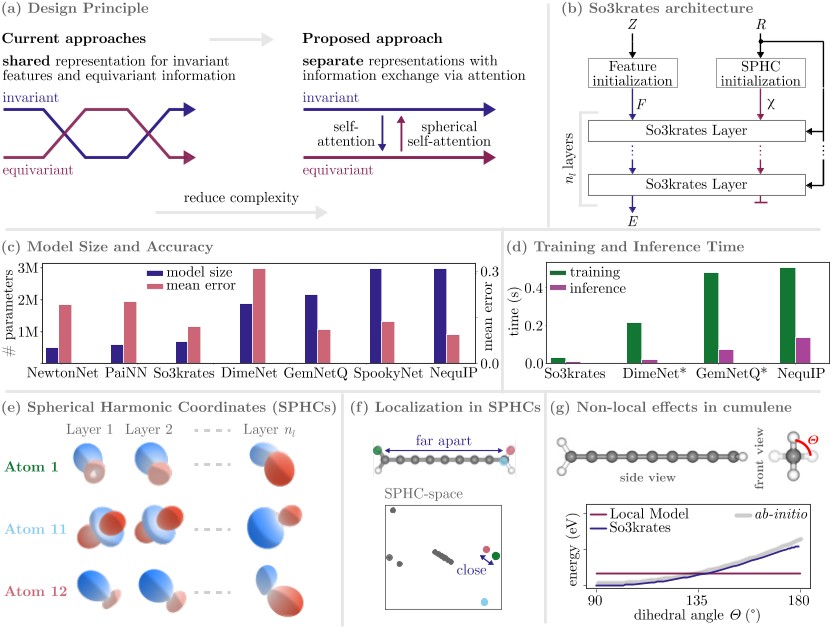 (a) Design Principle
Current approaches
Proposed approach
shared representation for invariant
features and equivariant information
separate representations with
information exchange via attention
invariant
equivariant
invariant
self-
attention
spherical
self-attention
equivariant
reduce complexity
(b) So3krates architecture
Z
R
Feature
initialization
SPHC
initialization
F
χ
So3krates Layer
n_l layers
So3krates Layer
E
(c) Model Size and Accuracy
# parameters
3M
2M
1M
model size
mean error
0.3
0.0
mean error
NewtonNet PaiNN So3krates DimeNet GemNetQ SpookyNet NequIP
(d) Training and Inference Time
time (s)
0.4
0.2
0.0
training
inference
So3krates DimeNet* GemNetQ* NequIP
(e) Spherical Harmonic Coordinates (SPHCs)
Layer 1 Layer 2 Layer n_l
Atom 1
Atom 11
Atom 12
(f) Localization in SPHCs
far apart
SPHC-space
close
(g) Non-local effects in cumulene
side view
front view
Θ
energy (eV)
Local Model
So3krates
ab-initio
90 135 180
dihedral angle Θ (°)